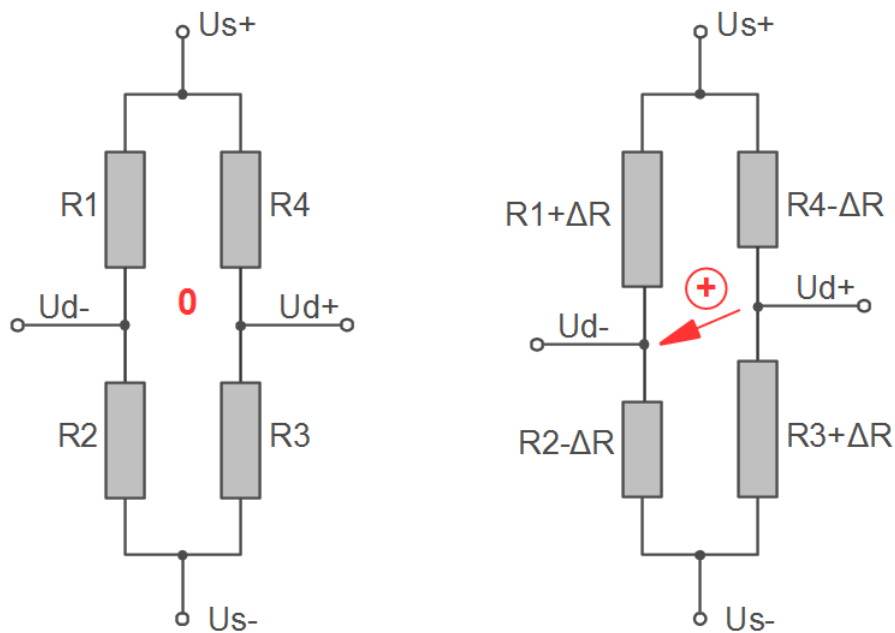 Us+
R1
R4
Ud-
0
Ud+
R2
R3
Us-
Us+
R1+ΔR
R4-ΔR
+
Ud+
Ud-
R2-ΔR
R3+ΔR
Us-